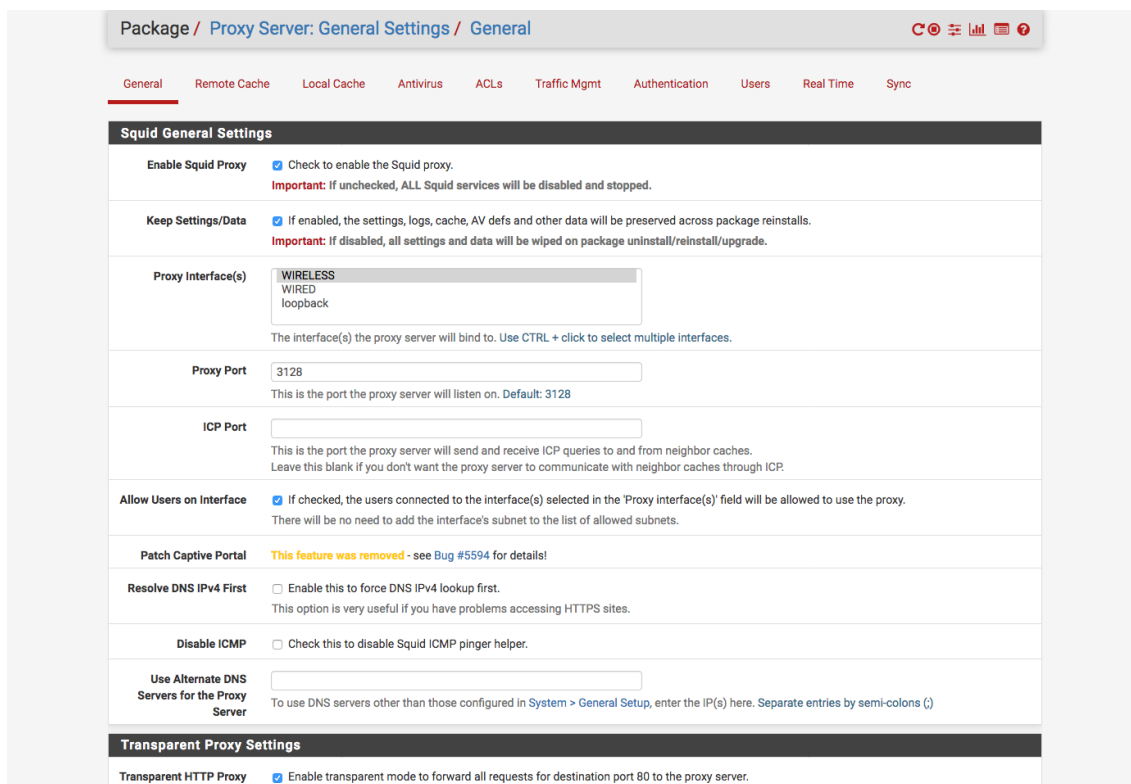 Package / Proxy Server: General Settings / General
General Remote Cache Local Cache Antivirus ACLs Traffic Mgmt Authentication Users Real Time Sync
Squid General Settings
Enable Squid Proxy Check to enable the Squid proxy.
Important: If unchecked, ALL Squid services will be disabled and stopped.
Keep Settings/Data If enabled, the settings, logs, cache, AV defs and other data will be preserved across package reinstalls.
Important: If disabled, all settings and data will be wiped on package uninstall/reinstall/upgrade.
Proxy Interface(s) WIRELESS
WIRED
loopback
The interface(s) the proxy server will bind to. Use CTRL + click to select multiple interfaces.
Proxy Port 3128
This is the port the proxy server will listen on. Default: 3128
ICP Port
This is the port the proxy server will send and receive ICP queries to and from neighbor caches.
Leave this blank if you don't want the proxy server to communicate with neighbor caches through ICP.
Allow Users on Interface If checked, the users connected to the interface(s) selected in the 'Proxy interface(s)' field will be allowed to use the proxy.
There will be no need to add the interface's subnet to the list of allowed subnets.
Patch Captive Portal This feature was removed - see Bug #5594 for details!
Resolve DNS IPv4 First Enable this to force DNS IPv4 lookup first.
This option is very useful if you have problems accessing HTTPS sites.
Disable ICMP Check this to disable Squid ICMP pinger helper.
Use Alternate DNS
Servers for the Proxy
Server
To use DNS servers other than those configured in System > General Setup, enter the IP(s) here. Separate entries by semi-colons (;)
Transparent Proxy Settings
Transparent HTTP Proxy Enable transparent mode to forward all requests for destination port 80 to the proxy server.